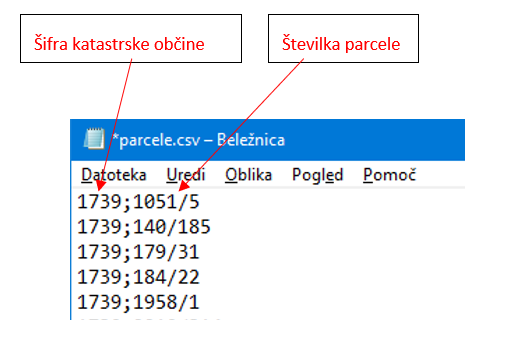 Šifra katastrske občine
Številka parcele
*parcele.csv – Beležnica
Datoteka Uredi Oblika Pogled Pomoč
1739;1051/5
1739;140/185
1739;179/31
1739;184/22
1739;1958/1